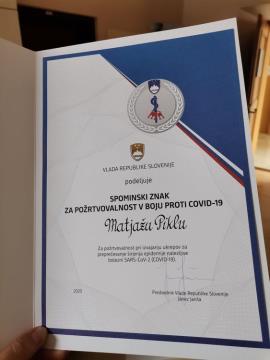 VLADA REPUBLIKE SLOVENIJE
podeljuje
SPOMINSKI ZNAK
ZA POŽRTVOVALNOST V BOJU PROTI COVID-19
Matjažu Piklu
Za požrtvovalnost pri izvajanju ukrepov za
preprečevanje širjenja epidemije nalezljive
bolezni SARS-CoV-2 (COVID-19).
2020
Predsednik Vlade Republike Slovenije
Janez Janša